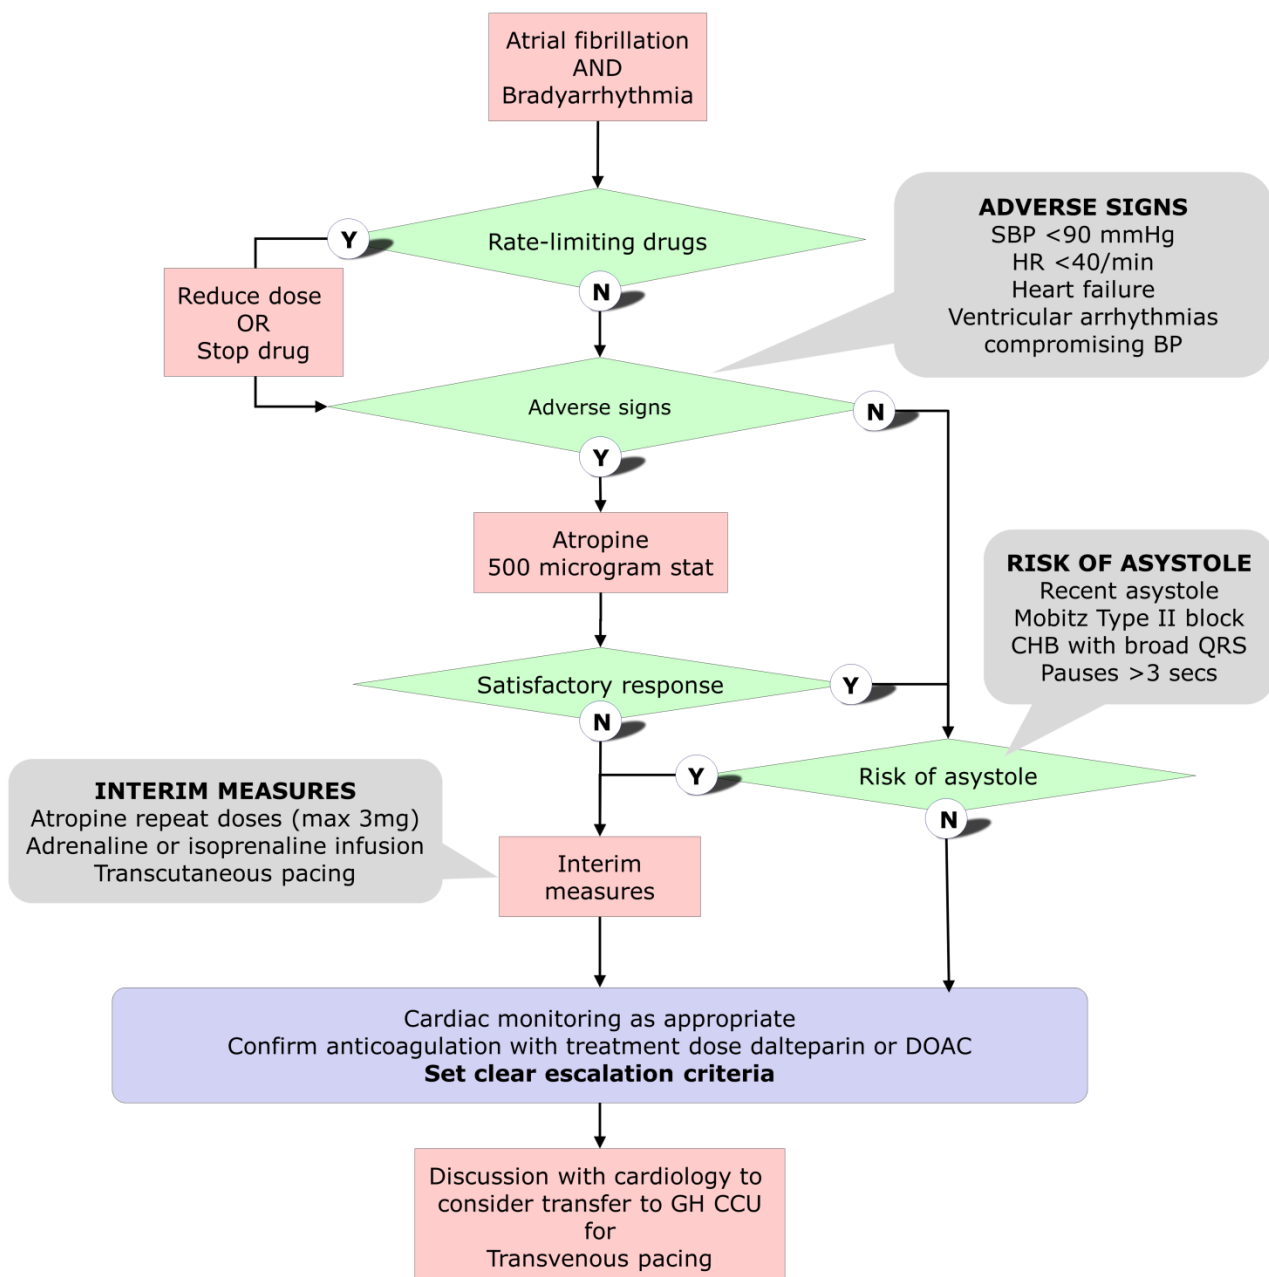 Atrial fibrillation
AND
Bradyarrhythmia
Rate-limiting drugs
Y
N
Reduce dose
OR
Stop drug
ADVERSE SIGNS
SBP <90 mmHg
HR <40/min
Heart failure
Ventricular arrhythmias
compromising BP
Adverse signs
N
Y
Atropine
500 microgram stat
RISK OF ASYSTOLE
Recent asystole
Mobitz Type II block
CHB with broad QRS
Pauses >3 secs
Satisfactory response
Y
N
Risk of asystole
Y
N
INTERIM MEASURES
Atropine repeat doses (max 3mg)
Adrenaline or isoprenaline infusion
Transcutaneous pacing
Interim
measures
Cardiac monitoring as appropriate
Confirm anticoagulation with treatment dose dalteparin or DOAC
Set clear escalation criteria
Discussion with cardiology to
consider transfer to GH CCU
for
Transvenous pacing